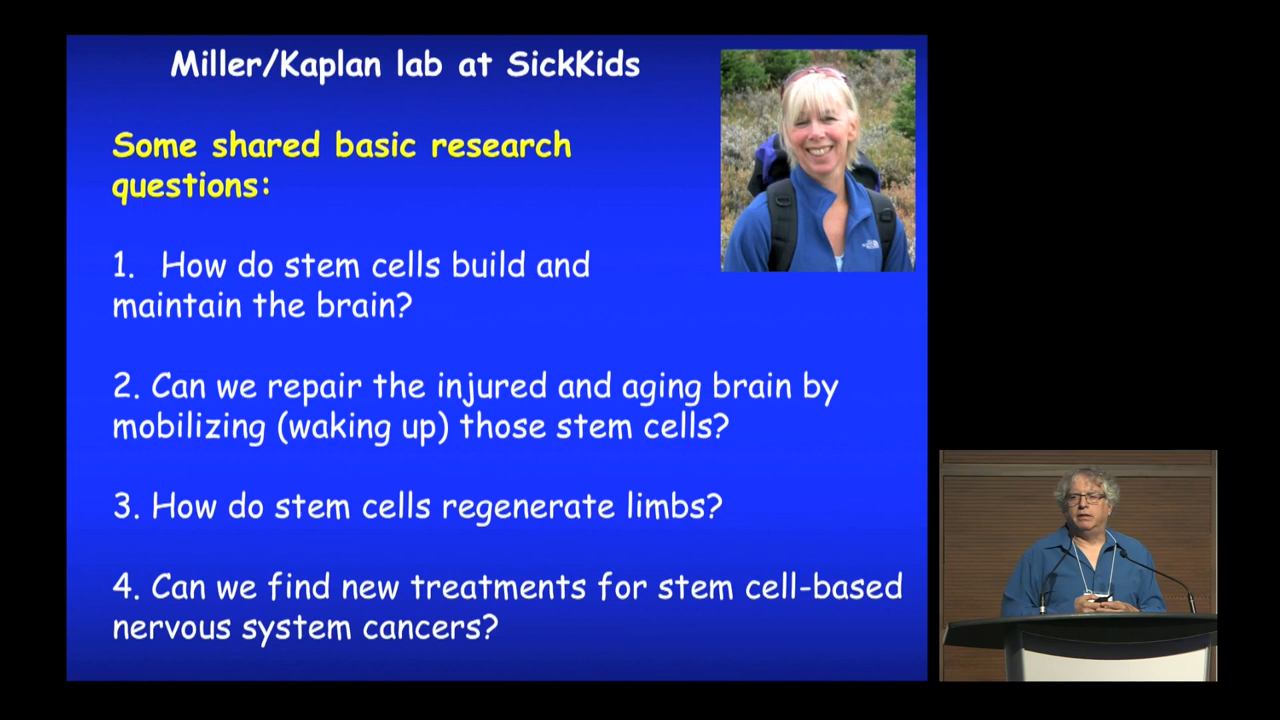 Miller/Kaplan lab at SickKids
Some shared basic research
questions:
1. How do stem cells build and
maintain the brain?
2. Can we repair the injured and aging brain by
mobilizing (waking up) those stem cells?
3. How do stem cells regenerate limbs?
4. Can we find new treatments for stem cell-based
nervous system cancers?